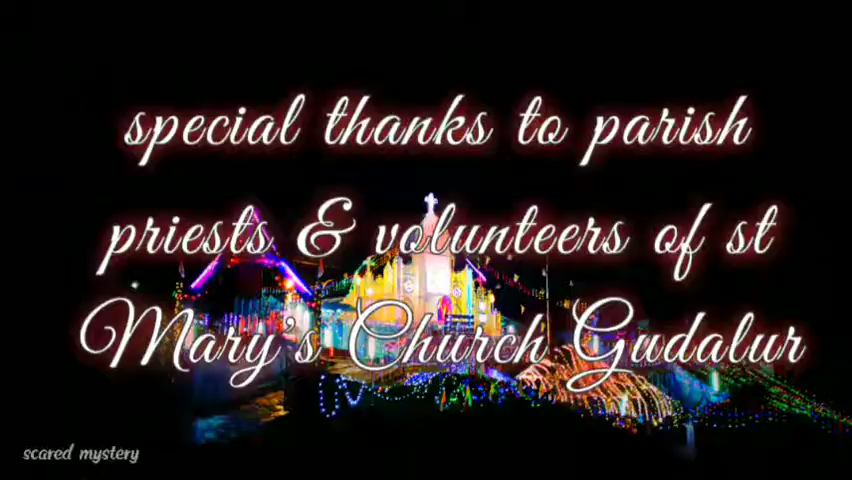 special thanks to parish
priests & volunteers of st
Mary's Church Gudalur
scared mystery